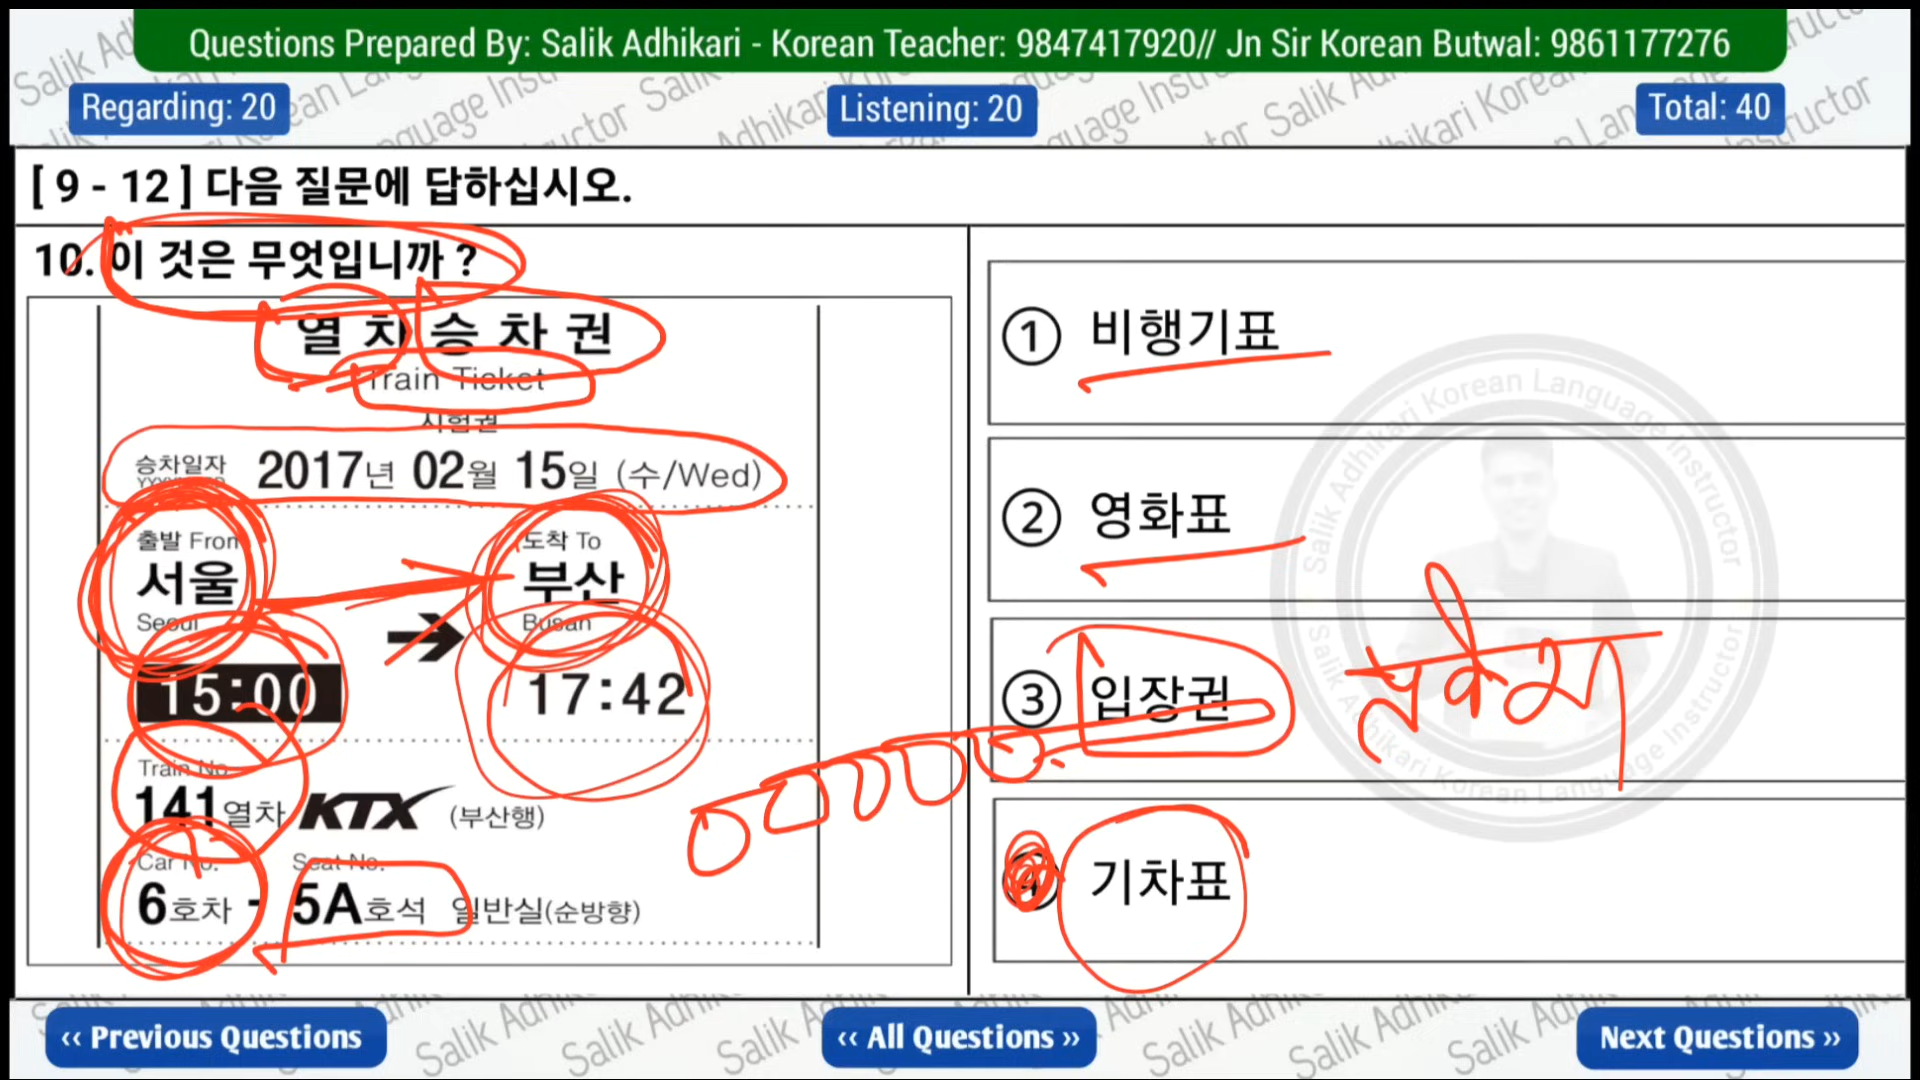 Questions Prepared By: Salik Adhikari - Korean Teacher: 9847417920// Jn Sir Korean Butwal: 9861177276
Regarding: 20
Listening: 20
Total: 40
[ 9 - 12 ] 다음 질문에 답하십시오.
10. 이 것은 무엇입니까 ?
열 차 승 차 권
Train Ticket
승차일자 2017년 02월 15일 (수/Wed)
출발 From 도착 To
서울 부산
Seoul Busan
15:00 17:42
Train No.
141열차 KTX (부산행)
Car No. Seat No.
6호차 - 5A호석 일반실(순방향)
① 비행기표
② 영화표
③ 입장권
④ 기차표
Salik Adhikari Korean Language Instructor
‹‹ Previous Questions
‹‹ All Questions ››
Next Questions ››